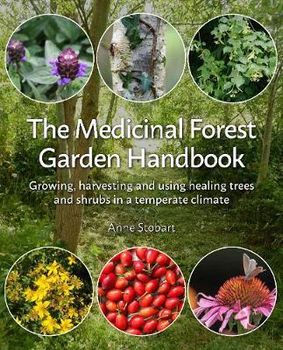 The Medicinal Forest
Garden Handbook
Growing, harvesting and using healing trees
and shrubs in a temperate climate
Anne Stobart